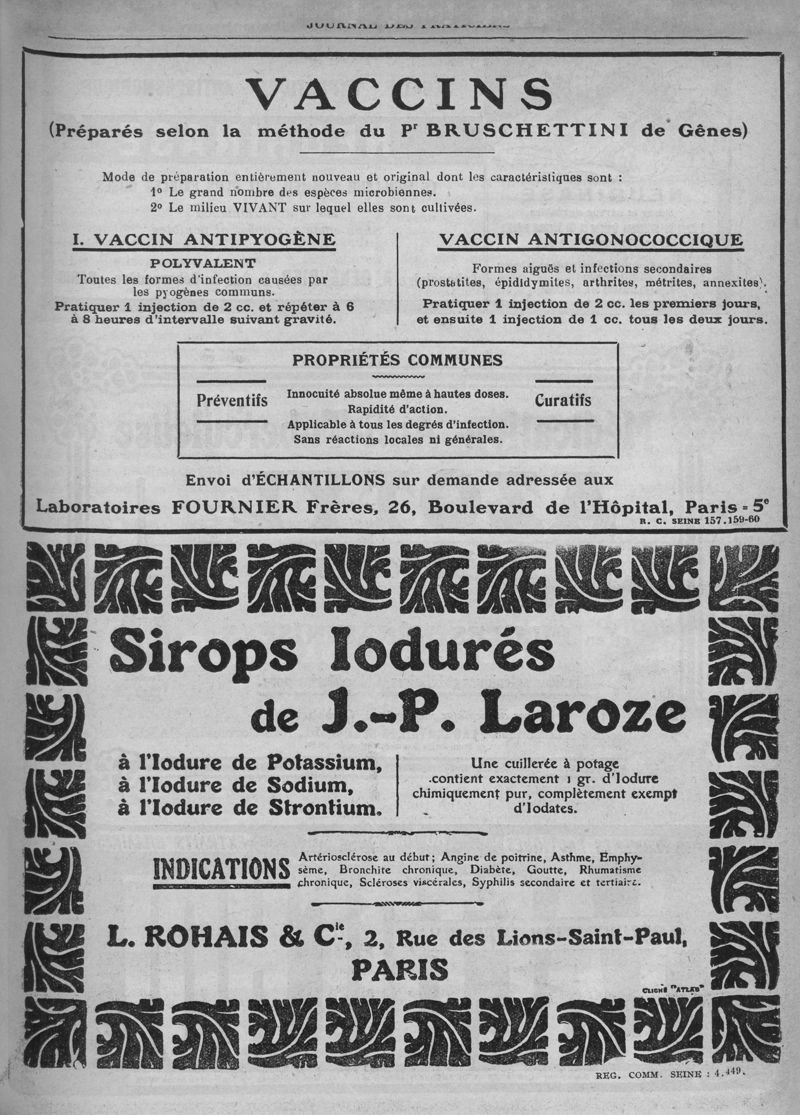 JOURNAL DES PRATICIENS
VACCINS
(Préparés selon la méthode du Pr BRUSCHETTINI de Gênes)
Mode de préparation entièrement nouveau et original dont les caractéristiques sont :
1º Le grand nombre des espèces microbiennes.
2º Le milieu VIVANT sur lequel elles sont cultivées.
I. VACCIN ANTIPYOGÈNE
POLYVALENT
Toutes les formes d'infection causées par
les pyogènes communs.
Pratiquer 1 injection de 2 cc. et répéter à 6
à 8 heures d'intervalle suivant gravité.
VACCIN ANTIGONOCOCCIQUE
Formes aiguës et infections secondaires
(prostatites, épididymites, arthrites, métrites, annexites).
Pratiquer 1 injection de 2 cc. les premiers jours,
et ensuite 1 injection de 1 cc. tous les deux jours.
PROPRIÉTÉS COMMUNES
Préventifs
Innocuité absolue même à hautes doses.
Rapidité d'action.
Applicable à tous les degrés d'infection.
Sans réactions locales ni générales.
Curatifs
Envoi d'ÉCHANTILLONS sur demande adressée aux
Laboratoires FOURNIER Frères, 26, Boulevard de l'Hôpital, Paris-5e
R. C. SEINE 157.159-60
Sirops Iodurés
de J.-P. Laroze
à l'Iodure de Potassium,
à l'Iodure de Sodium,
à l'Iodure de Strontium.
Une cuillerée à potage
contient exactement 1 gr. d'Iodure
chimiquement pur, complètement exempt
d'Iodates.
INDICATIONS
Artériosclérose au début; Angine de poitrine, Asthme, Emphy-
sème, Bronchite chronique, Diabète, Goutte, Rhumatisme
chronique, Scléroses viscérales, Syphilis secondaire et tertiaire.
L. ROHAIS & Cie, 2, Rue des Lions-Saint-Paul,
PARIS
CLICHÉ "ATLAS"
REG. COMM. SEINE : 4.449.